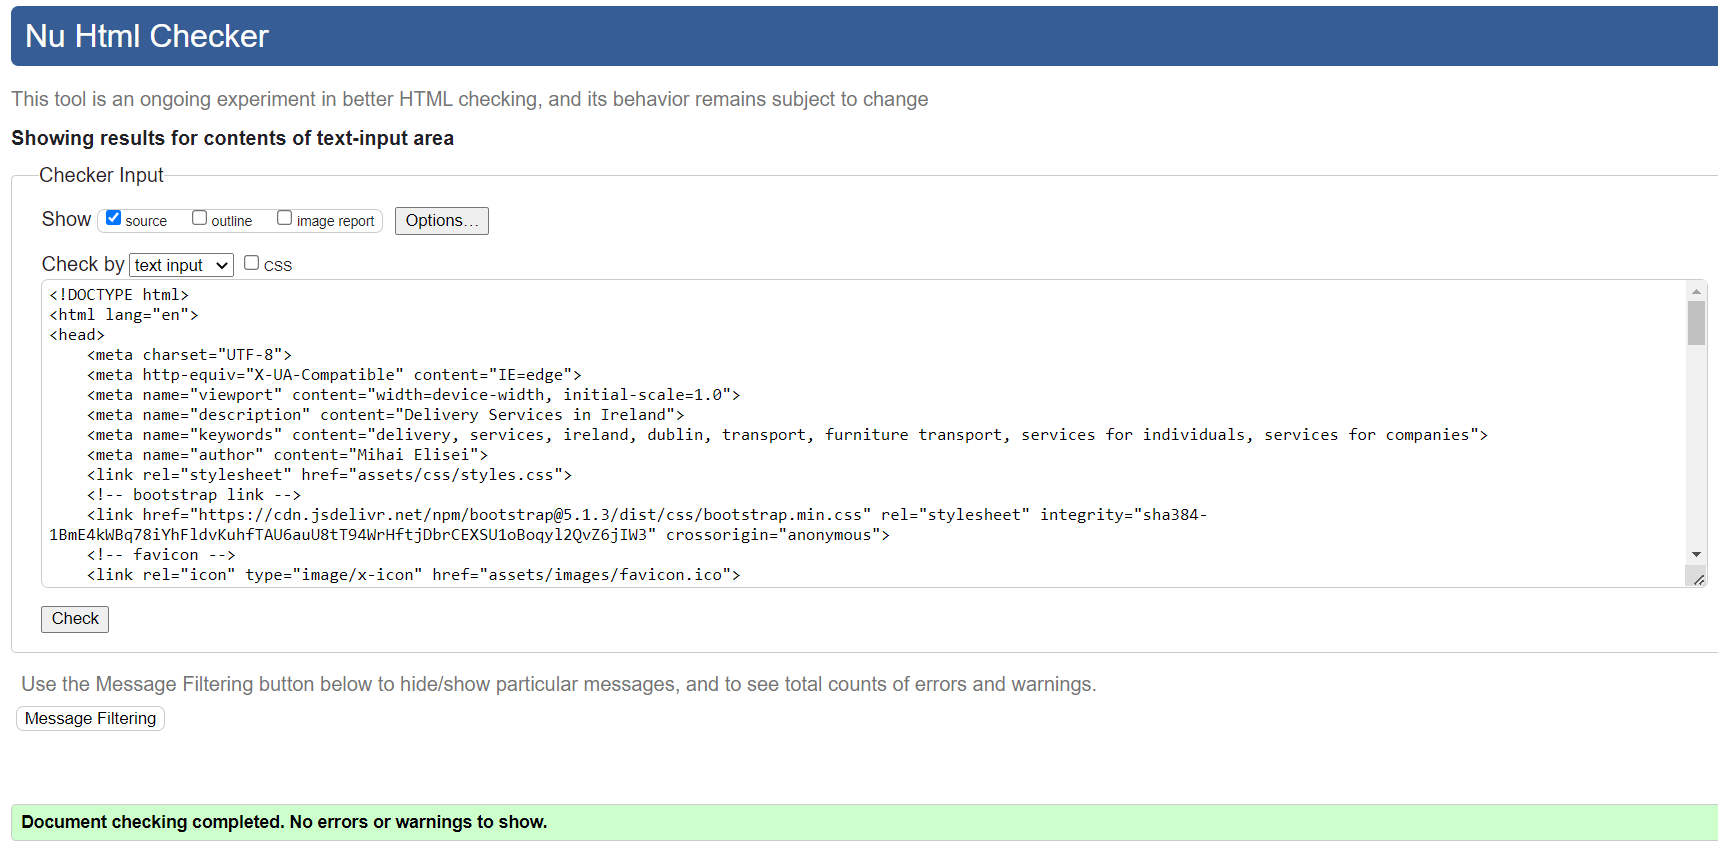 Nu Html Checker
This tool is an ongoing experiment in better HTML checking, and its behavior remains subject to change
Showing results for contents of text-input area
Checker Input
Show source outline image report Options...
Check by text input CSS
<!DOCTYPE html>
<html lang="en">
<head>
    <meta charset="UTF-8">
    <meta http-equiv="X-UA-Compatible" content="IE=edge">
    <meta name="viewport" content="width=device-width, initial-scale=1.0">
    <meta name="description" content="Delivery Services in Ireland">
    <meta name="keywords" content="delivery, services, ireland, dublin, transport, furniture transport, services for individuals, services for companies">
    <meta name="author" content="Mihai Elisei">
    <link rel="stylesheet" href="assets/css/styles.css">
    <!-- bootstrap link -->
    <link href="https://cdn.jsdelivr.net/npm/bootstrap@5.1.3/dist/css/bootstrap.min.css" rel="stylesheet" integrity="sha384-
1BmE4kWBq78iYhFldvKuhfTAU6auU8tT94WrHftjDbrCEXSU1oBoqyl2QvZ6jIW3" crossorigin="anonymous">
    <!-- favicon -->
    <link rel="icon" type="image/x-icon" href="assets/images/favicon.ico">
Check
Use the Message Filtering button below to hide/show particular messages, and to see total counts of errors and warnings.
Message Filtering
Document checking completed. No errors or warnings to show.